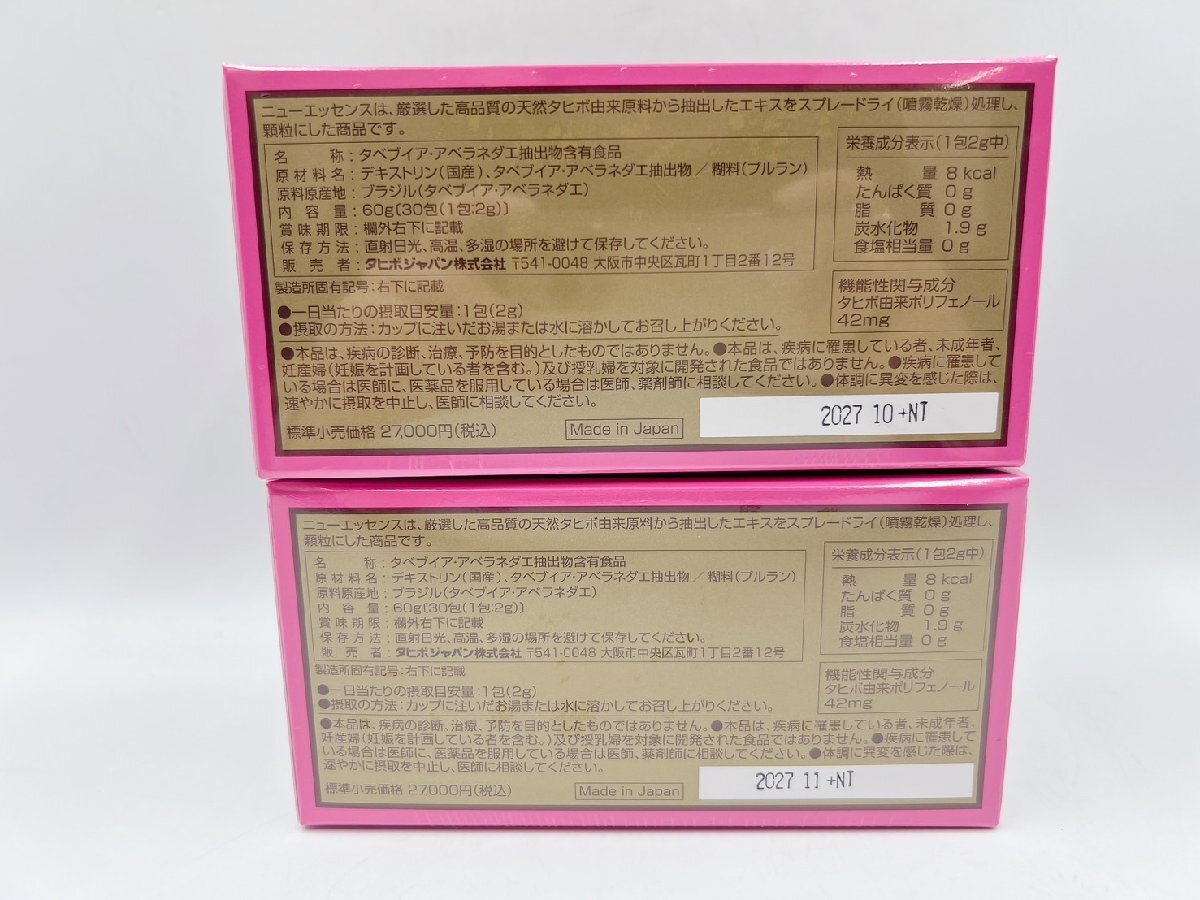 ニューエッセンスは、厳選した高品質の天然タヒボ由来原料から抽出したエキスをスプレードライ(噴霧乾燥)処理し、
顆粒にした商品です。
名称:タベブイア・アベラネダエ抽出物含有食品
原材料名:デキストリン(国産)、タベブイア・アベラネダエ抽出物/糊料(プルラン)
原料原産地:ブラジル(タベブイア・アベラネダエ)
内容量:60g[30包(1包:2g)]
賞味期限:欄外右下に記載
保存方法:直射日光、高温、多湿の場所を避けて保存してください。
販売者:タヒボジャパン株式会社 〒541-0048 大阪市中央区瓦町1丁目2番12号
製造所固有記号:右下に記載
栄養成分表示(1包2g中)
熱量 8kcal
たんぱく質 0g
脂質 0g
炭水化物 1.9g
食塩相当量 0g
機能性関与成分
タヒボ由来ポリフェノール
42mg
●一日当たりの摂取目安量:1包(2g)
●摂取の方法:カップに注いだお湯または水に溶かしてお召し上がりください。
●本品は、疾病の診断、治療、予防を目的としたものではありません。●本品は、疾病に罹患している者、未成年者、
妊産婦(妊娠を計画している者を含む。)及び授乳婦を対象に開発された食品ではありません。●疾病に罹患して
いる場合は医師に、医薬品を服用している場合は医師、薬剤師に相談してください。●体調に異変を感じた際は、
速やかに摂取を中止し、医師に相談してください。
標準小売価格 27,000円(税込)
Made in Japan
2027 10 +NT
ニューエッセンスは、厳選した高品質の天然タヒボ由来原料から抽出したエキスをスプレードライ(噴霧乾燥)処理し、
顆粒にした商品です。
名称:タベブイア・アベラネダエ抽出物含有食品
原材料名:デキストリン(国産)、タベブイア・アベラネダエ抽出物/糊料(プルラン)
原料原産地:ブラジル(タベブイア・アベラネダエ)
内容量:60g[30包(1包:2g)]
賞味期限:欄外右下に記載
保存方法:直射日光、高温、多湿の場所を避けて保存してください。
販売者:タヒボジャパン株式会社 〒541-0048 大阪市中央区瓦町1丁目2番12号
製造所固有記号:右下に記載
栄養成分表示(1包2g中)
熱量 8kcal
たんぱく質 0g
脂質 0g
炭水化物 1.9g
食塩相当量 0g
機能性関与成分
タヒボ由来ポリフェノール
42mg
●一日当たりの摂取目安量:1包(2g)
●摂取の方法:カップに注いだお湯または水に溶かしてお召し上がりください。
●本品は、疾病の診断、治療、予防を目的としたものではありません。●本品は、疾病に罹患している者、未成年者、
妊産婦(妊娠を計画している者を含む。)及び授乳婦を対象に開発された食品ではありません。●疾病に罹患して
いる場合は医師に、医薬品を服用している場合は医師、薬剤師に相談してください。●体調に異変を感じた際は、
速やかに摂取を中止し、医師に相談してください。
標準小売価格 27,000円(税込)
Made in Japan
2027 11 +NT